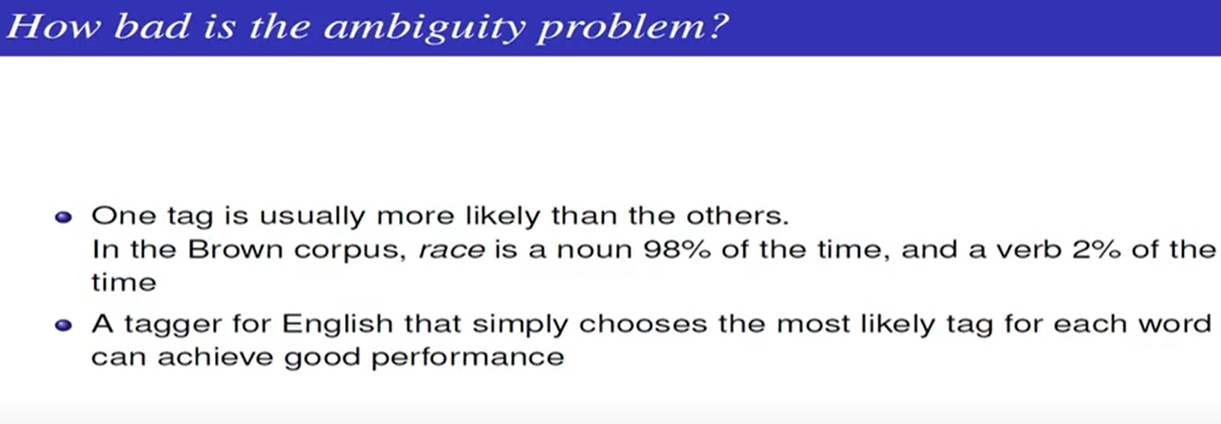 How bad is the ambiguity problem?
One tag is usually more likely than the others.
In the Brown corpus, race is a noun 98% of the time, and a verb 2% of the
time
A tagger for English that simply chooses the most likely tag for each word
can achieve good performance